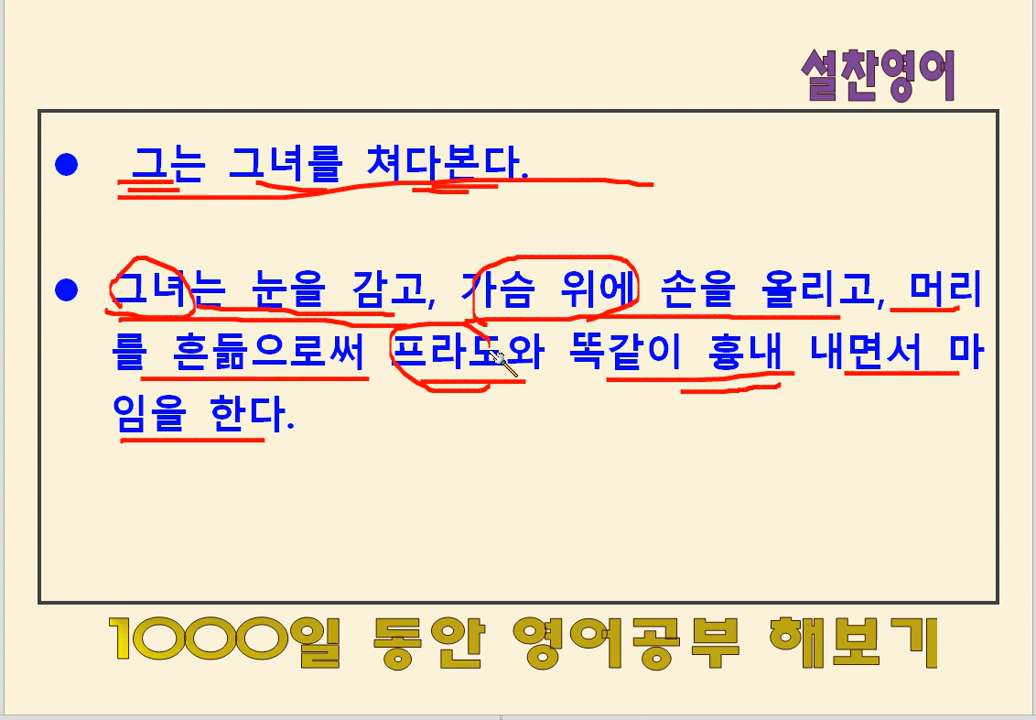 설찬영어
● 그는 그녀를 쳐다본다.
● 그녀는 눈을 감고, 가슴 위에 손을 올리고, 머리
를 흔듦으로써 프라도와 똑같이 흉내 내면서 마
임을 한다.
1000일 동안 영어공부 해보기